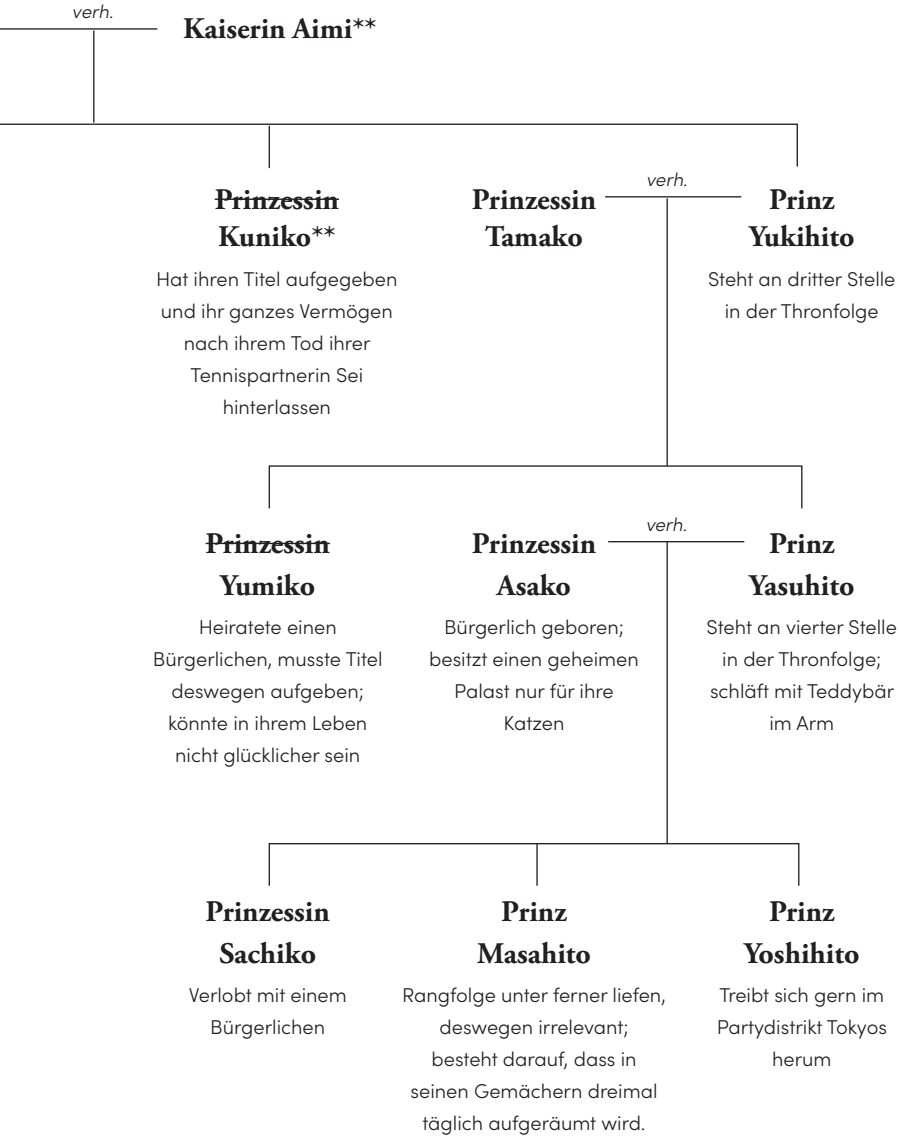 verh.
Kaiserin Aimi**
Prinzessin
Kuniko**
Hat ihren Titel aufgegeben
und ihr ganzes Vermögen
nach ihrem Tod ihrer
Tennispartnerin Sei
hinterlassen
Prinzessin
Tamako
verh.
Prinz
Yukihito
Steht an dritter Stelle
in der Thronfolge
Prinzessin
Yumiko
Heiratete einen
Bürgerlichen, musste Titel
deswegen aufgeben;
könnte in ihrem Leben
nicht glücklicher sein
Prinzessin
Asako
Bürgerlich geboren;
besitzt einen geheimen
Palast nur für ihre
Katzen
verh.
Prinz
Yasuhito
Steht an vierter Stelle
in der Thronfolge;
schläft mit Teddybär
im Arm
Prinzessin
Sachiko
Verlobt mit einem
Bürgerlichen
Prinz
Masahito
Rangfolge unter ferner liefen,
deswegen irrelevant;
besteht darauf, dass in
seinen Gemächern dreimal
täglich aufgeräumt wird.
Prinz
Yoshihito
Treibt sich gern im
Partydistrikt Tokyos
herum